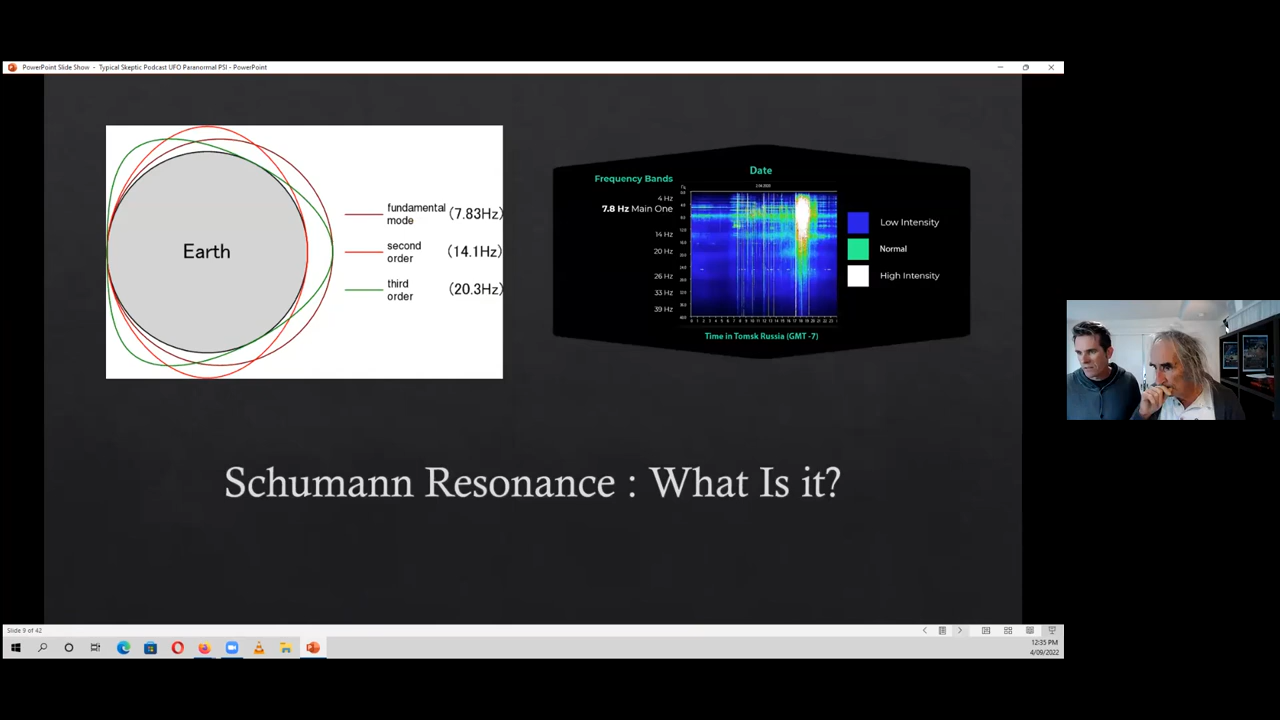 PowerPoint Slide Show - Typical Skeptic Podcast UFO Paranormal PSI - PowerPoint
Earth
fundamental mode (7.83Hz)
second order (14.1Hz)
third order (20.3Hz)
Date
Frequency Bands
4 Hz
7.8 Hz Main One
14 Hz
20 Hz
26 Hz
33 Hz
39 Hz
Low Intensity
Normal
High Intensity
Time in Tomsk Russia (GMT -7)
Schumann Resonance : What Is it?
Slide 9 of 42
12:35 PM
4/09/2022